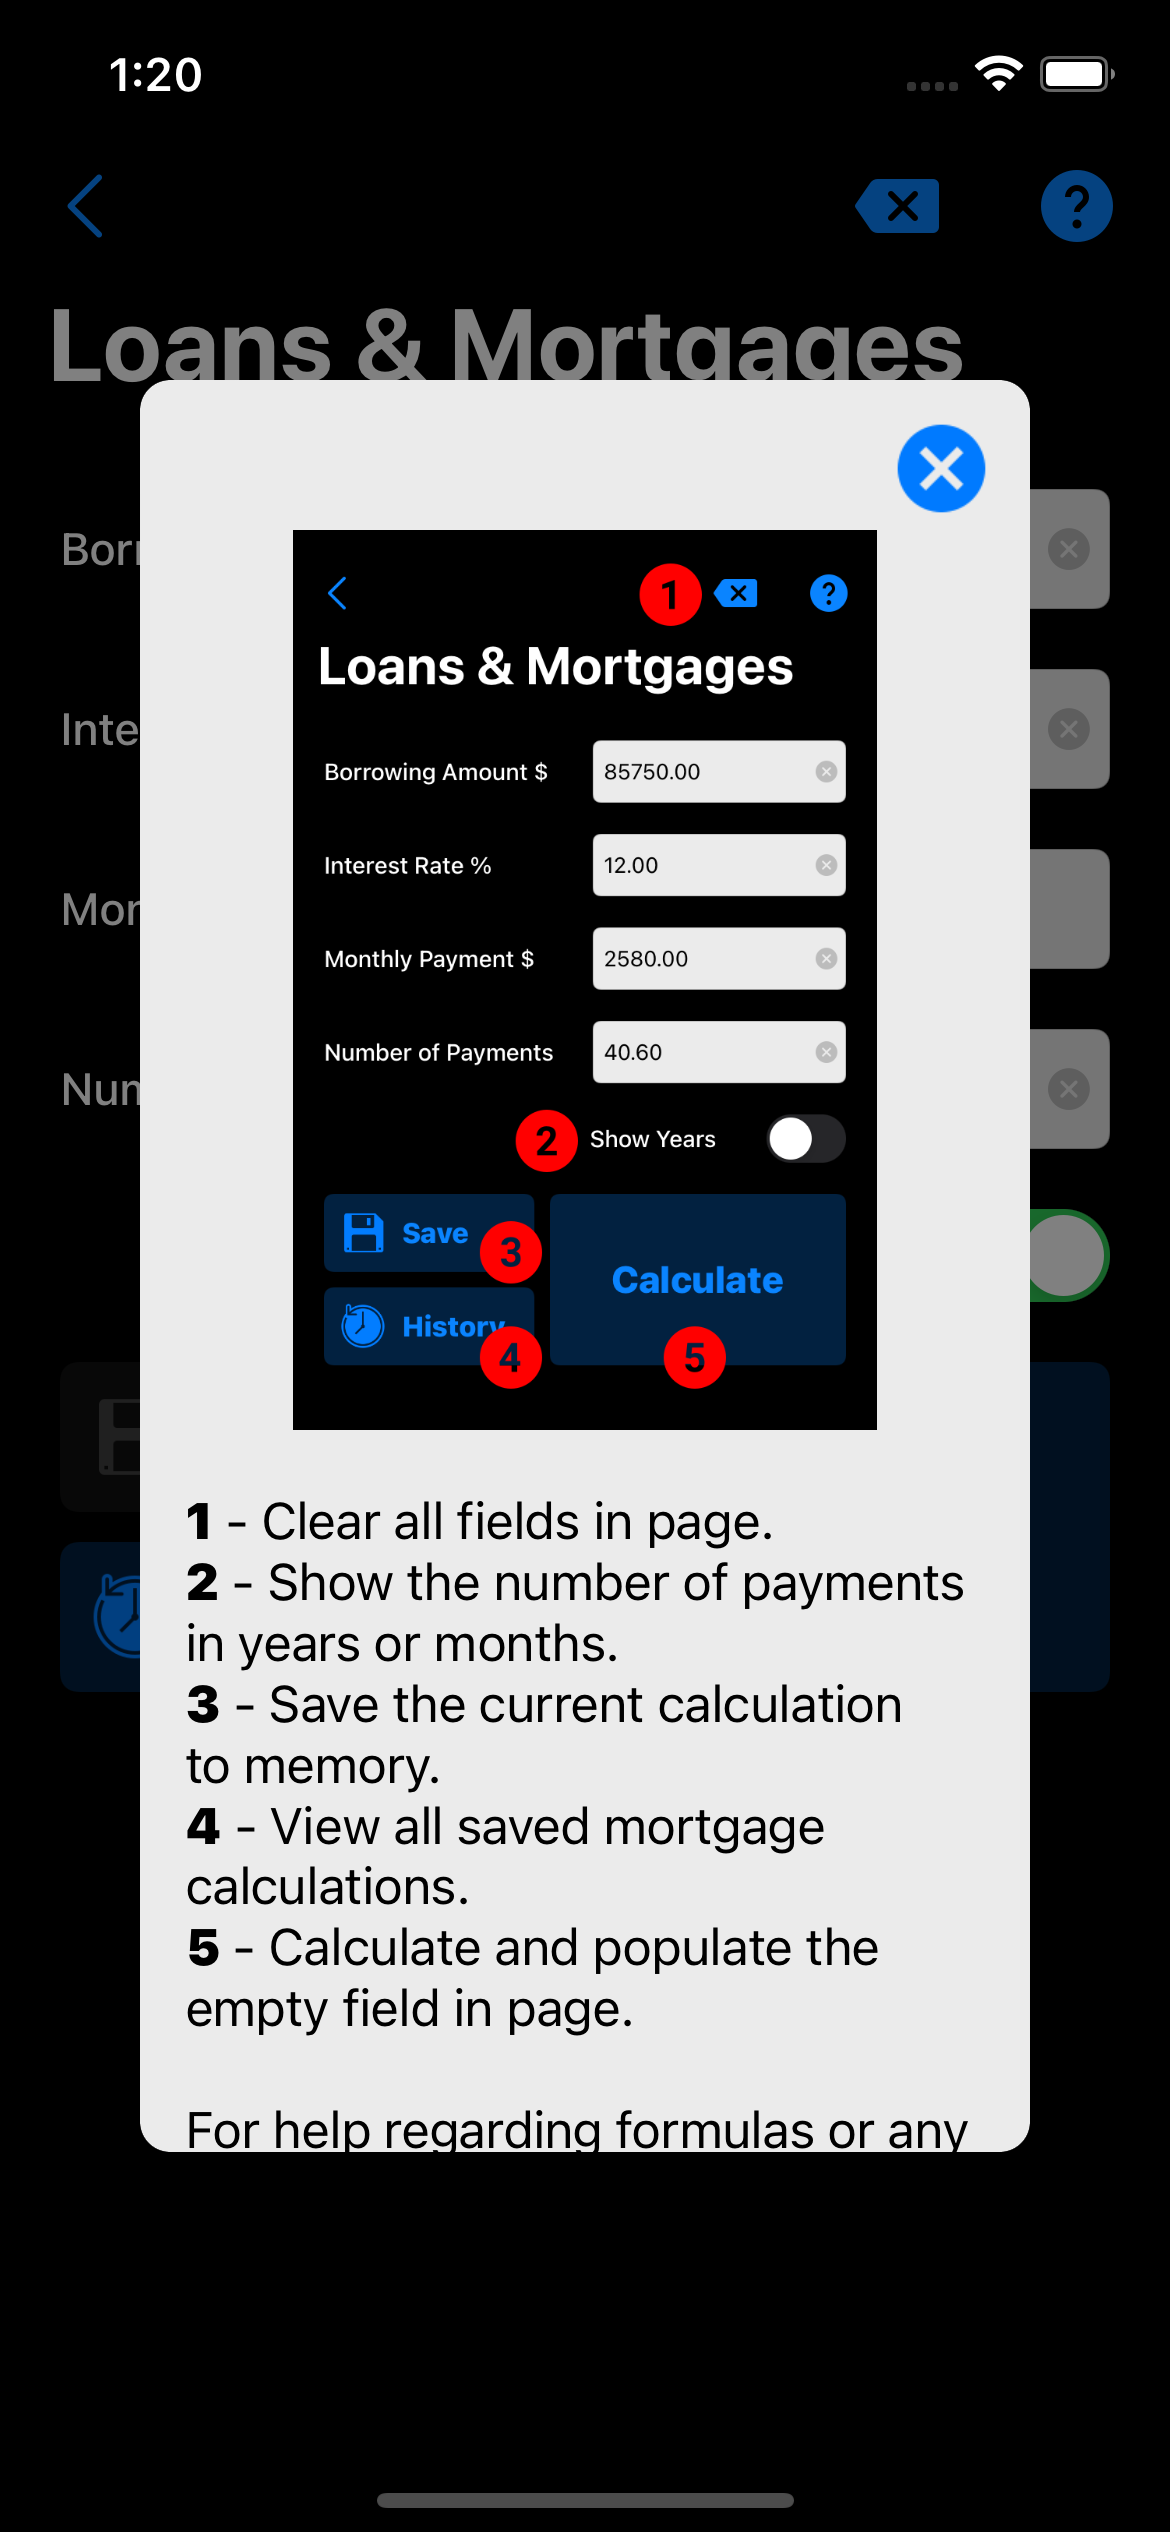 1:20
Loans & Mortgages
Loans & Mortgages
1
Borrowing Amount $ 85750.00
Interest Rate % 12.00
Monthly Payment $ 2580.00
Number of Payments 40.60
2 Show Years
Save 3
Calculate
History 4
5
1 - Clear all fields in page.
2 - Show the number of payments
in years or months.
3 - Save the current calculation
to memory.
4 - View all saved mortgage
calculations.
5 - Calculate and populate the
empty field in page.
For help regarding formulas or any